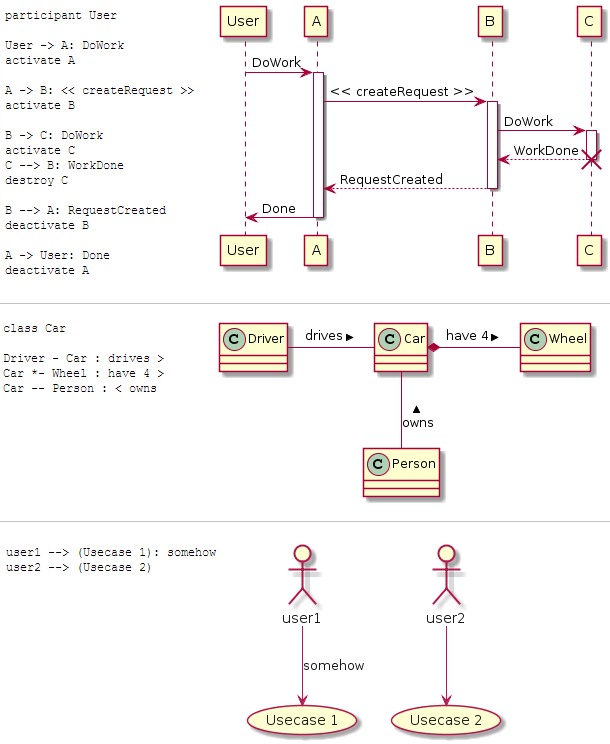 participant User
User -> A: DoWork
activate A
A -> B: << createRequest >>
activate B
B -> C: DoWork
activate C
C --> B: WorkDone
destroy C
B --> A: RequestCreated
deactivate B
A -> User: Done
deactivate A
User A B C
DoWork
<< createRequest >>
DoWork
WorkDone
RequestCreated
Done
User A B C
class Car
Driver - Car : drives >
Car *- Wheel : have 4 >
Car -- Person : < owns
C Driver drives ▶ C Car have 4 ▶ C Wheel
▲
owns
C Person
user1 --> (Usecase 1): somehow
user2 --> (Usecase 2)
user1 user2
somehow
Usecase 1 Usecase 2